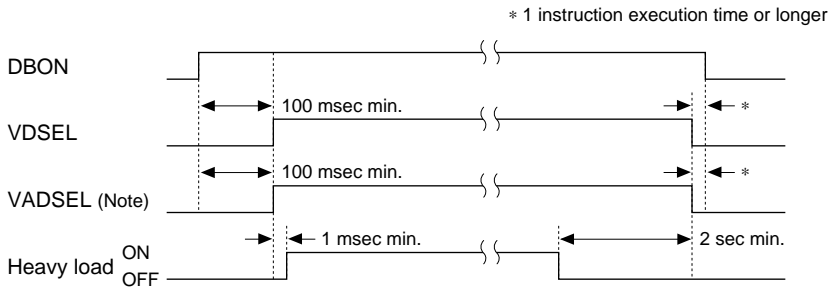 * 1 instruction execution time or longer
DBON
100 msec min.
*
VDSEL
100 msec min.
*
VADSEL (Note)
1 msec min.
2 sec min.
Heavy load ON
OFF